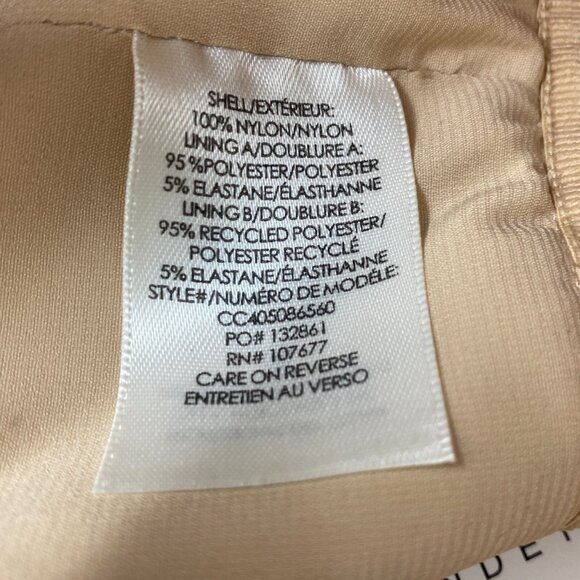 SHELL/EXTÉRIEUR:
100% NYLON/NYLON
LINING A/DOUBLURE A:
95 %POLYESTER/POLYESTER
5% ELASTANE/ÉLASTHANNE
LINING B/DOUBLURE B:
95% RECYCLED POLYESTER/
POLYESTER RECYCLÉ
5% ELASTANE/ÉLASTHANNE
STYLE#/NUMÉRO DE MODÉLE:
CC405086560
PO# 132861
RN# 107677
CARE ON REVERSE
ENTRETIEN AU VERSO